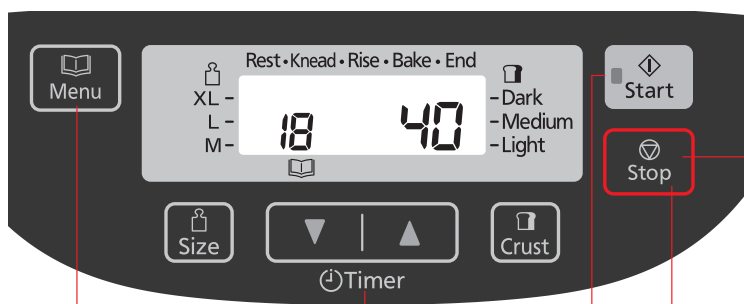 Menu
Rest • Knead • Rise • Bake • End
XL –
L –
M –
18
40
– Dark
– Medium
– Light
Start
Stop
Size
Timer
Crust